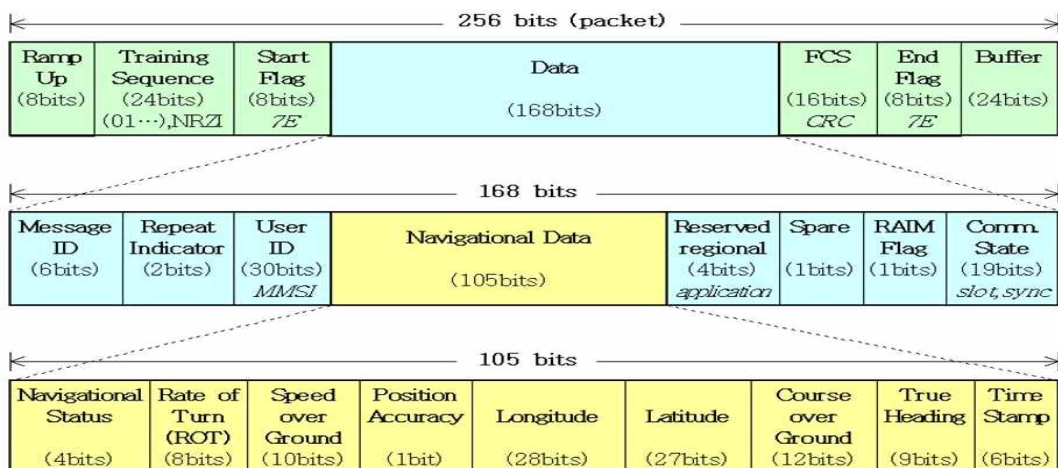 256 bits (packet)
Ramp Up (8bits)
Training Sequence (24bits) (01…),NRZI
Start Flag (8bits) 7E
Data (168bits)
FCS (16bits) CRC
End Flag (8bits) 7E
Buffer (24bits)
168 bits
Message ID (6bits)
Repeat Indicator (2bits)
User ID (30bits) MMSI
Navigational Data (105bits)
Reserved regional (4bits) application
Spare (1bits)
RAIM Flag (1bits)
Comm. State (19bits) slot,sync
105 bits
Navigational Status (4bits)
Rate of Turn (ROT) (8bits)
Speed over Ground (10bits)
Position Accuracy (1bit)
Longitude (28bits)
Latitude (27bits)
Course over Ground (12bits)
True Heading (9bits)
Time Stamp (6bits)